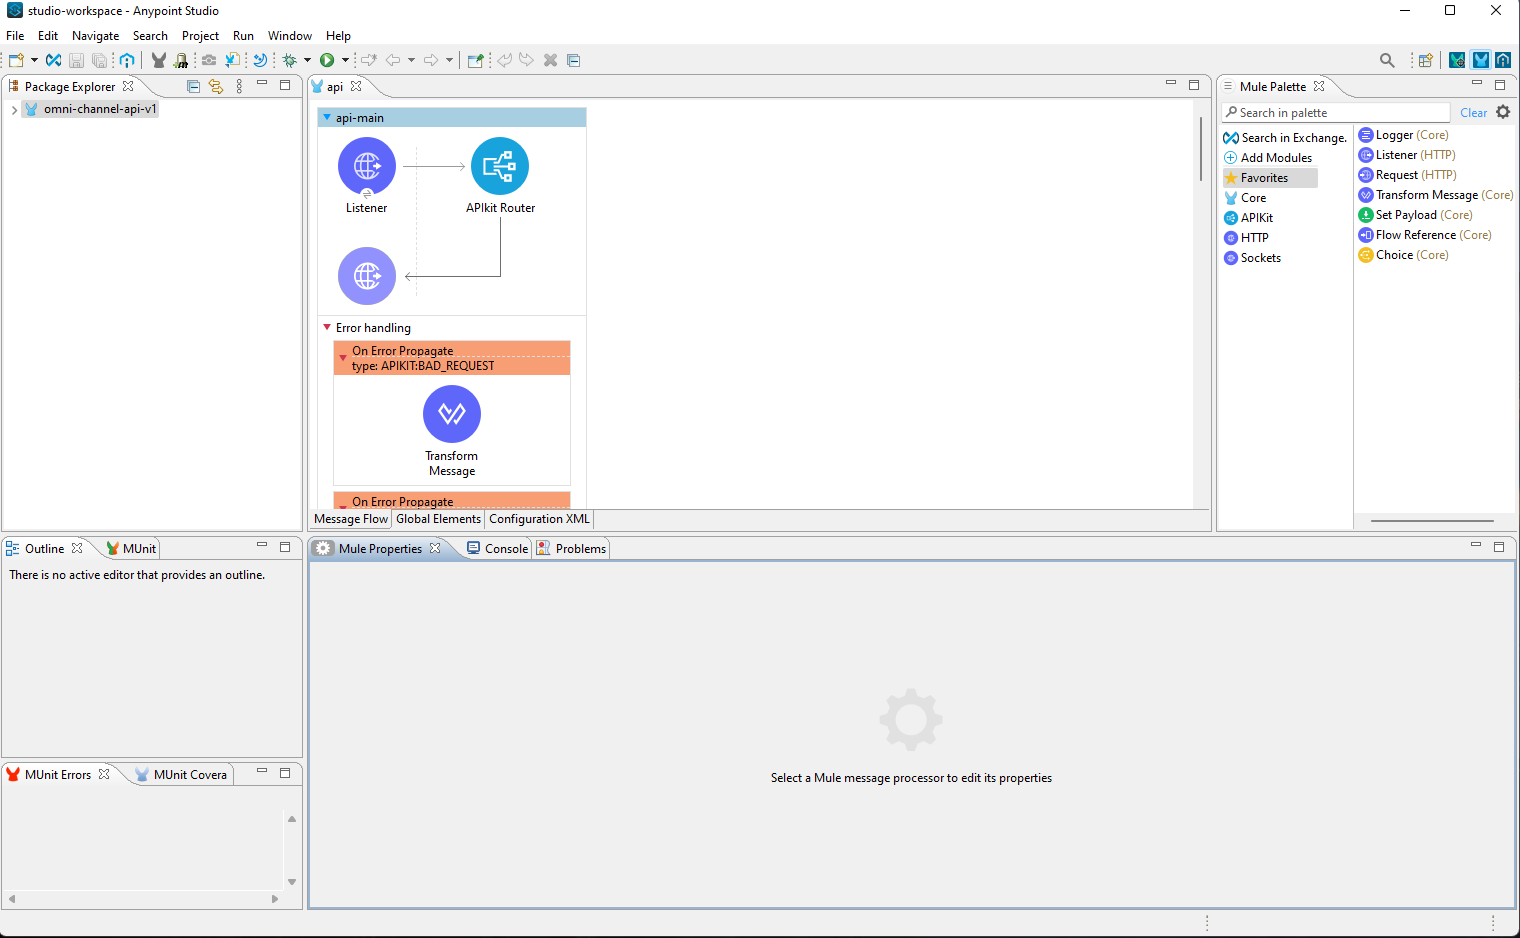 studio-workspace - Anypoint Studio
File Edit Navigate Search Project Run Window Help
Package Explorer
omni-channel-api-v1
api
api-main
Listener
APIkit Router
Error handling
On Error Propagate
type: APIKIT:BAD_REQUEST
Transform
Message
On Error Propagate
Message Flow Global Elements Configuration XML
Mule Palette
Search in palette Clear
Search in Exchange.
Add Modules
Favorites
Core
APIKit
HTTP
Sockets
Logger (Core)
Listener (HTTP)
Request (HTTP)
Transform Message (Core)
Set Payload (Core)
Flow Reference (Core)
Choice (Core)
Outline MUnit
There is no active editor that provides an outline.
MUnit Errors MUnit Covera
Mule Properties Console Problems
Select a Mule message processor to edit its properties